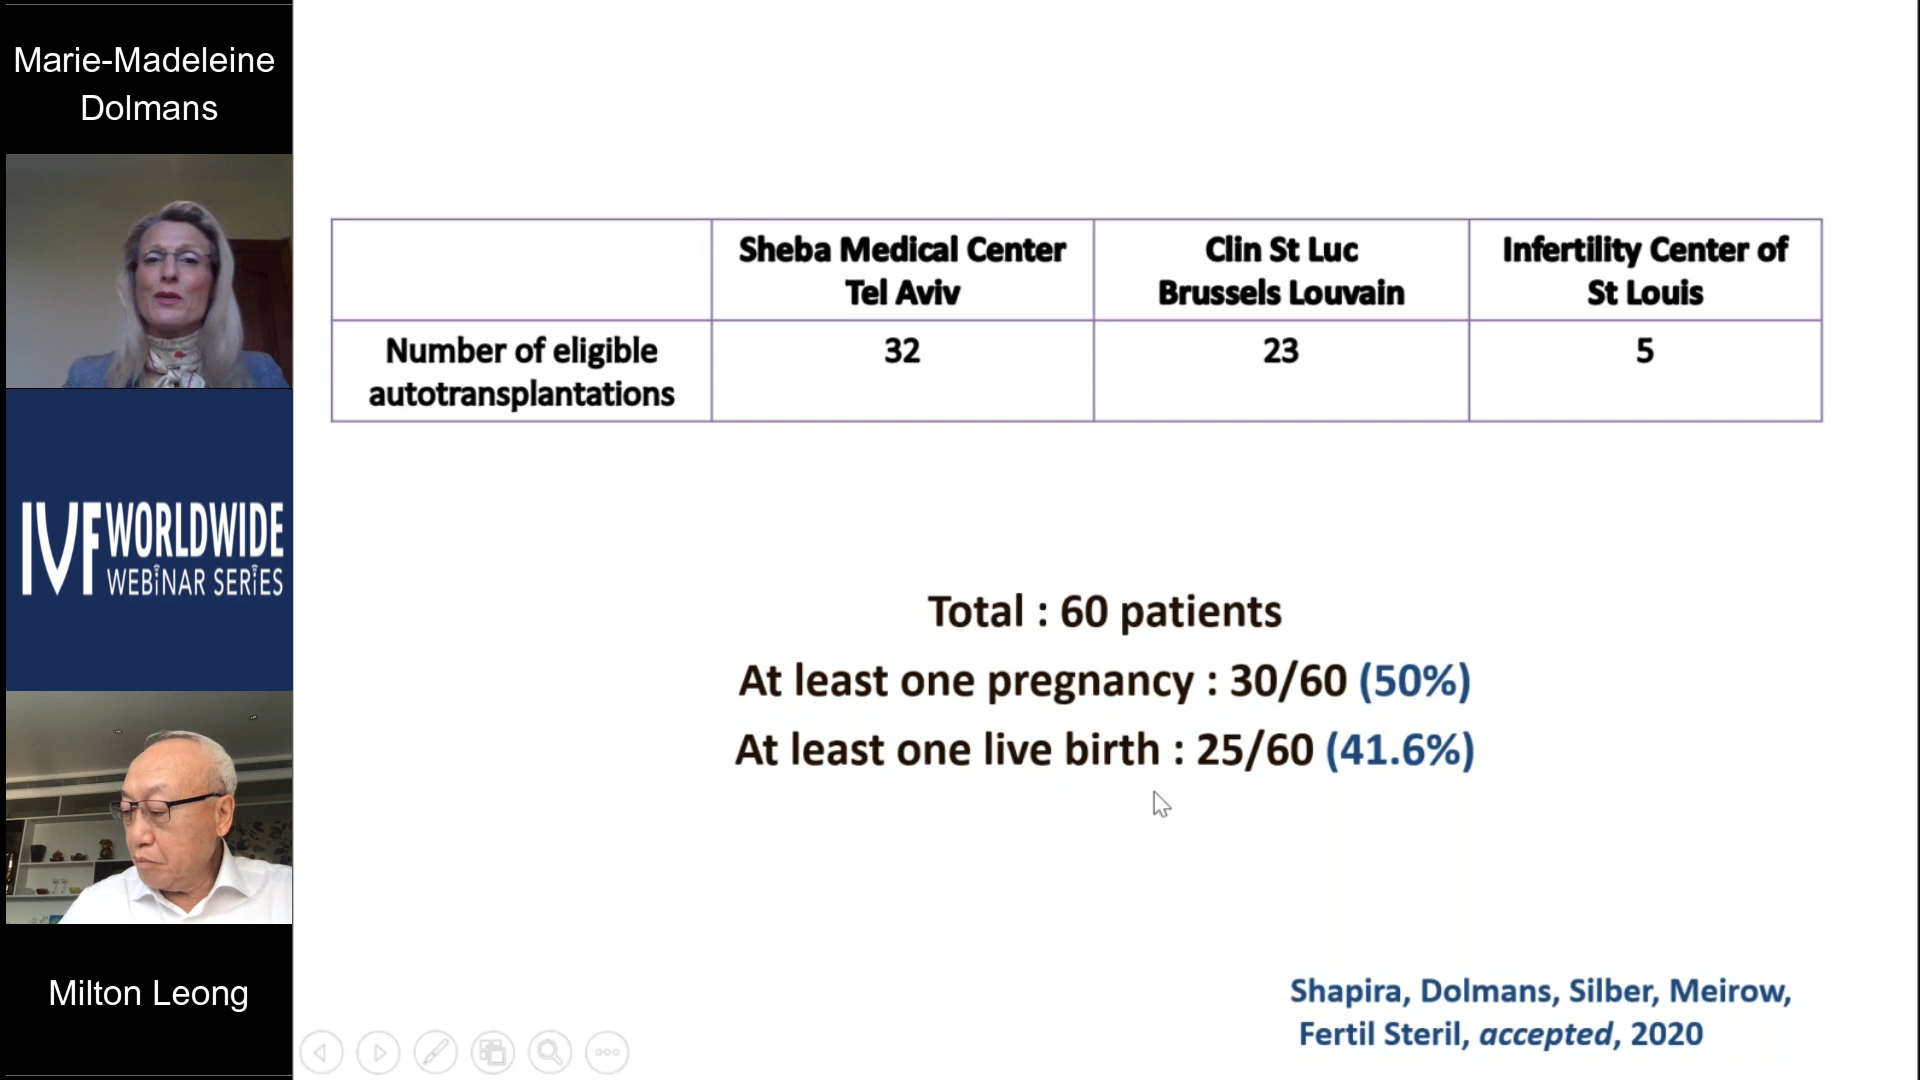 Marie-Madeleine
Dolmans
IVF WORLDWIDE
WEBINAR SERIES
Milton Leong
Sheba Medical Center
Tel Aviv
Clin St Luc
Brussels Louvain
Infertility Center of
St Louis
Number of eligible
autotransplantations
32
23
5
Total : 60 patients
At least one pregnancy : 30/60 (50%)
At least one live birth : 25/60 (41.6%)
Shapira, Dolmans, Silber, Meirow,
Fertil Steril, accepted, 2020